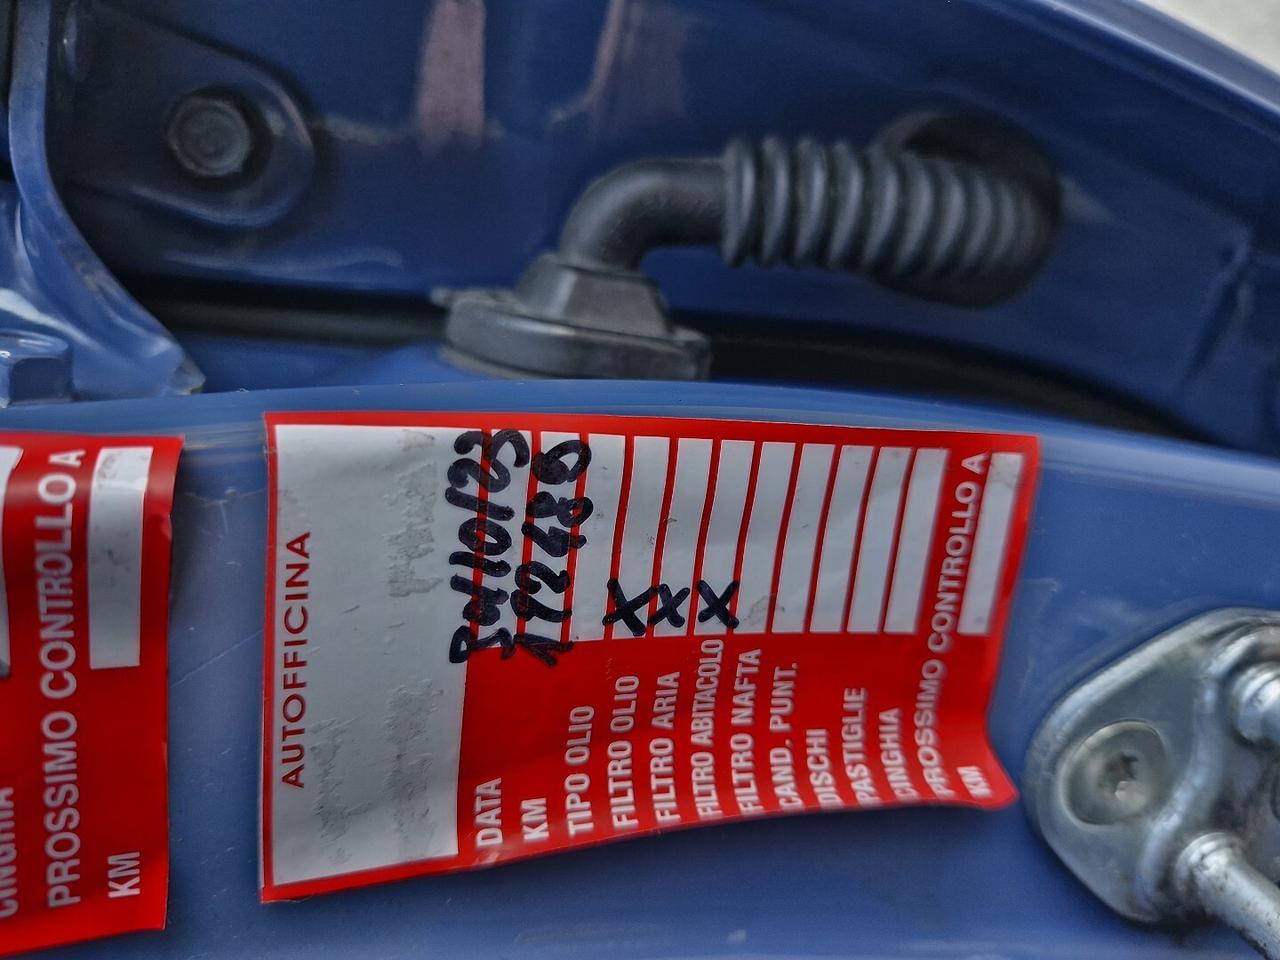 CINGHIA
PROSSIMO CONTROLLO A
KM
AUTOFFICINA
DATA
KM
TIPO OLIO
FILTRO OLIO X
FILTRO ARIA X
FILTRO ABITACOLO X
FILTRO NAFTA
CAND. PUNT.
DISCHI
PASTIGLIE
CINGHIA
PROSSIMO CONTROLLO A
KM